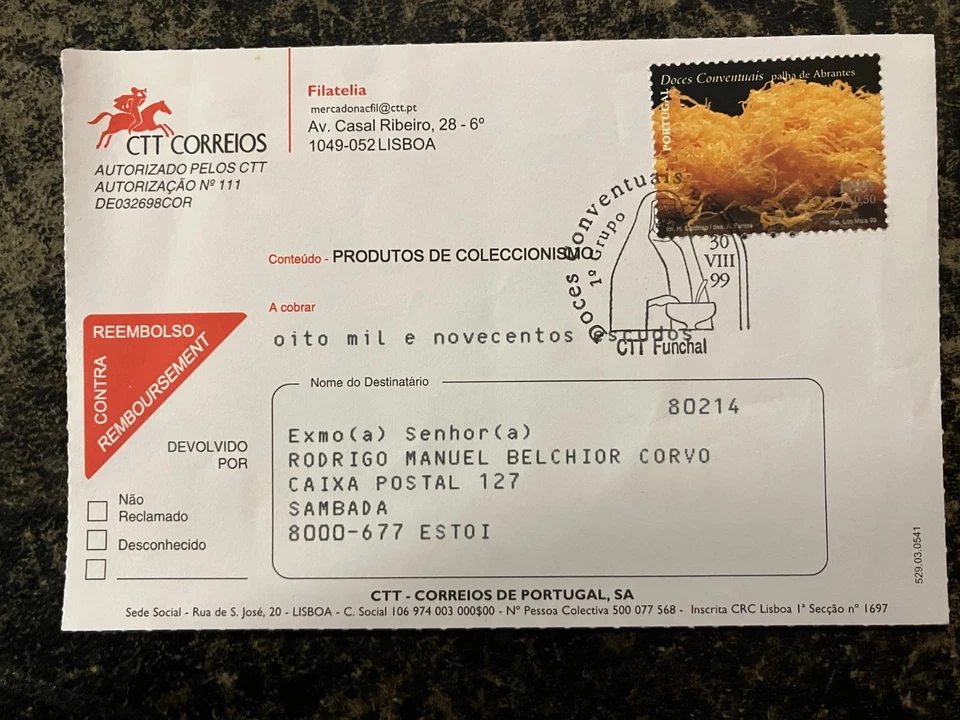 CTT CORREIOS
AUTORIZADO PELOS CTT
AUTORIZAÇÃO Nº 111
DE032698COR
Filatelia
mercadonacfil@ctt.pt
Av. Casal Ribeiro, 28 - 6º
1049-052 LISBOA
Doces Conventuais palha de Abrantes
PORTUGAL
Doces Conventuais
1º Grupo
30
VIII
99
CTT Funchal
Conteúdo - PRODUTOS DE COLECCIONISMO
A cobrar
oito mil e novecentos escudos
REEMBOLSO
CONTRA
REMBOURSEMENT
DEVOLVIDO
POR
Não
Reclamado
Desconhecido
Nome do Destinatário
80214
Exmo(a) Senhor(a)
RODRIGO MANUEL BELCHIOR CORVO
CAIXA POSTAL 127
SAMBADA
8000-677 ESTOI
529.03.0541
CTT - CORREIOS DE PORTUGAL, SA
Sede Social - Rua de S. José, 20 - LISBOA - C. Social 106 974 003 000$00 - Nº Pessoa Colectiva 500 077 568 - Inscrita CRC Lisboa 1ª Secção nº 1697